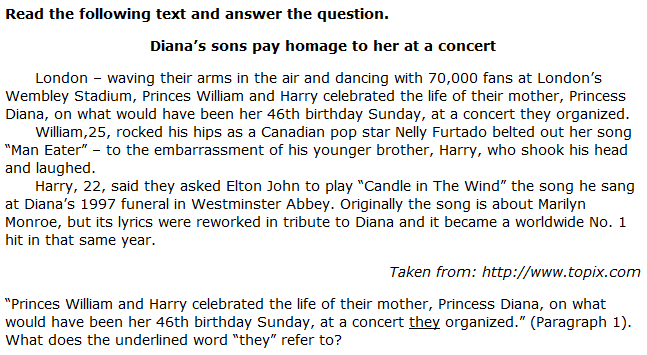 Read the following text and answer the question.
Diana’s sons pay homage to her at a concert
London – waving their arms in the air and dancing with 70,000 fans at London’s
Wembley Stadium, Princes William and Harry celebrated the life of their mother, Princess
Diana, on what would have been her 46th birthday Sunday, at a concert they organized.
William,25, rocked his hips as a Canadian pop star Nelly Furtado belted out her song
“Man Eater” – to the embarrassment of his younger brother, Harry, who shook his head
and laughed.
Harry, 22, said they asked Elton John to play “Candle in The Wind” the song he sang
at Diana’s 1997 funeral in Westminster Abbey. Originally the song is about Marilyn
Monroe, but its lyrics were reworked in tribute to Diana and it became a worldwide No. 1
hit in that same year.
Taken from: http://www.topix.com
“Princes William and Harry celebrated the life of their mother, Princess Diana, on what
would have been her 46th birthday Sunday, at a concert they organized.” (Paragraph 1).
What does the underlined word “they” refer to?